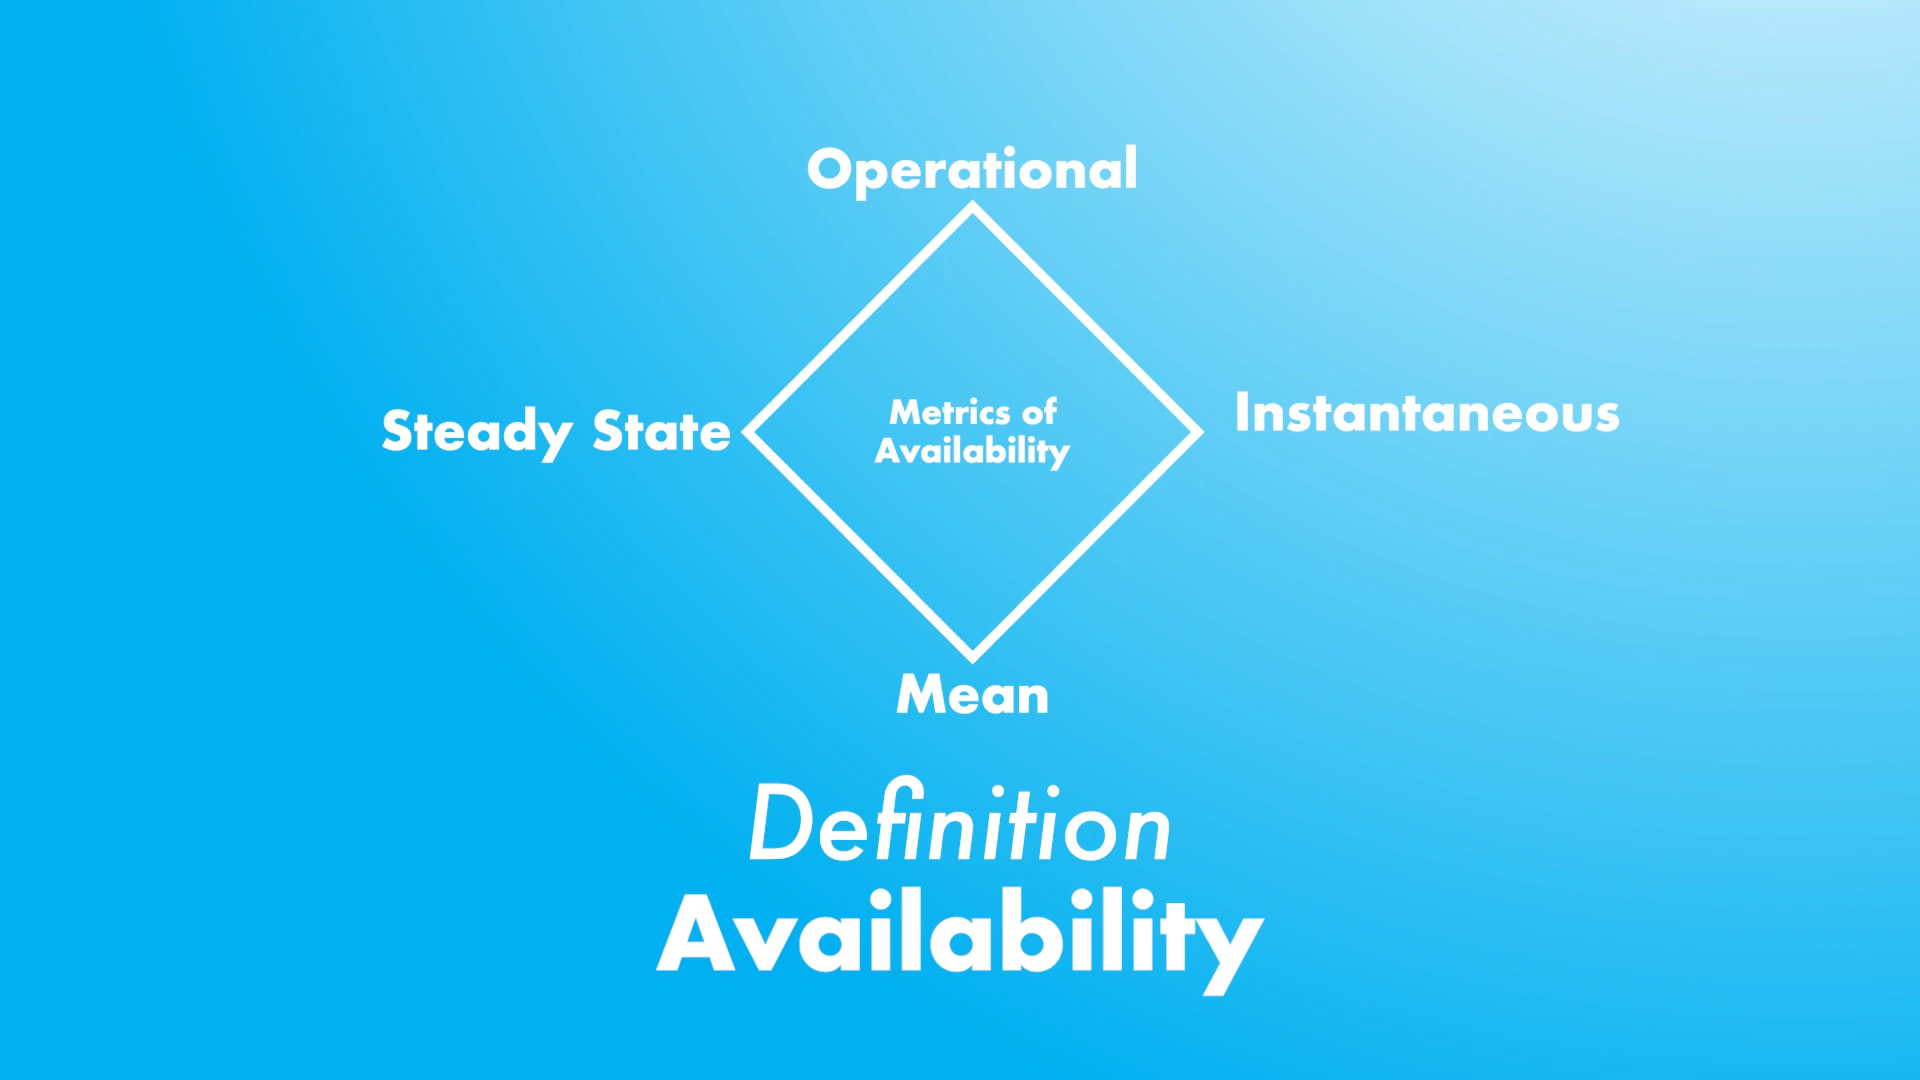 Operational
Steady State
Metrics of
Availability
Instantaneous
Mean
Definition
Availability